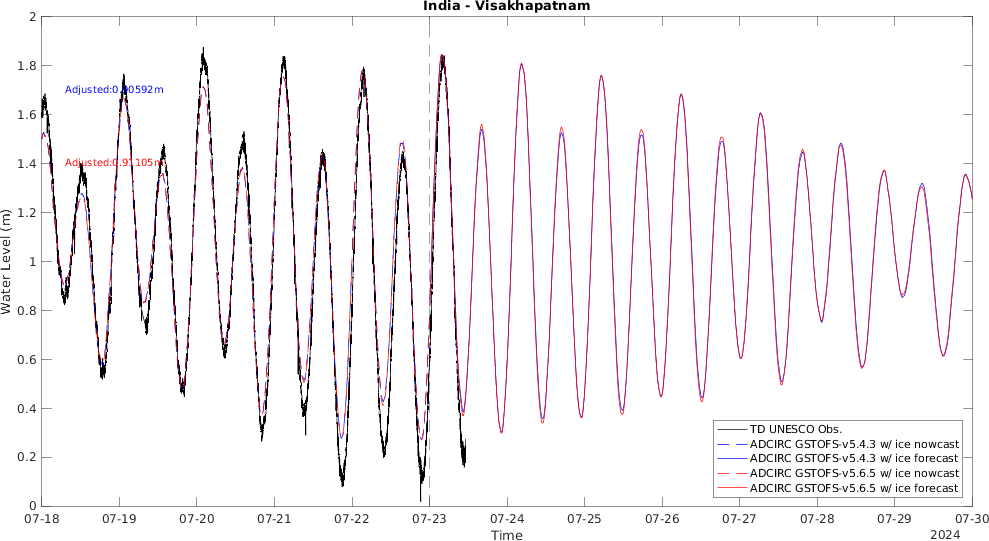 India - Visakhapatnam
Water Level (m)
2
1.8
1.6
1.4
1.2
1
0.8
0.6
0.4
0.2
0
Adjusted:0.90592m
Adjusted:0.91105m
TD UNESCO Obs.
ADCIRC GSTOFS-v5.4.3 w/ ice nowcast
ADCIRC GSTOFS-v5.4.3 w/ ice forecast
ADCIRC GSTOFS-v5.6.5 w/ ice nowcast
ADCIRC GSTOFS-v5.6.5 w/ ice forecast
07-18 07-19 07-20 07-21 07-22 07-23 07-24 07-25 07-26 07-27 07-28 07-29 07-30
Time
2024